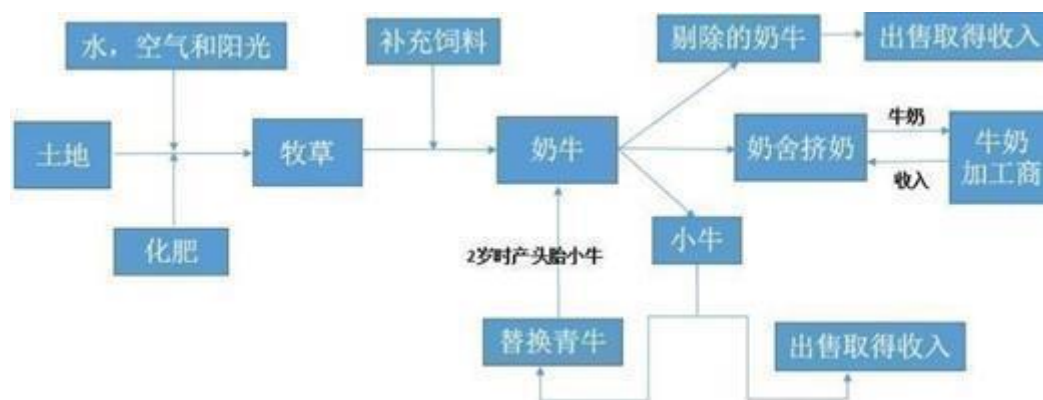 水，空气和阳光
补充饲料
剔除的奶牛
出售取得收入
土地
牧草
奶牛
奶舍挤奶
牛奶
收入
牛奶
加工商
化肥
2岁时产头胎小牛
小牛
替换青牛
出售取得收入